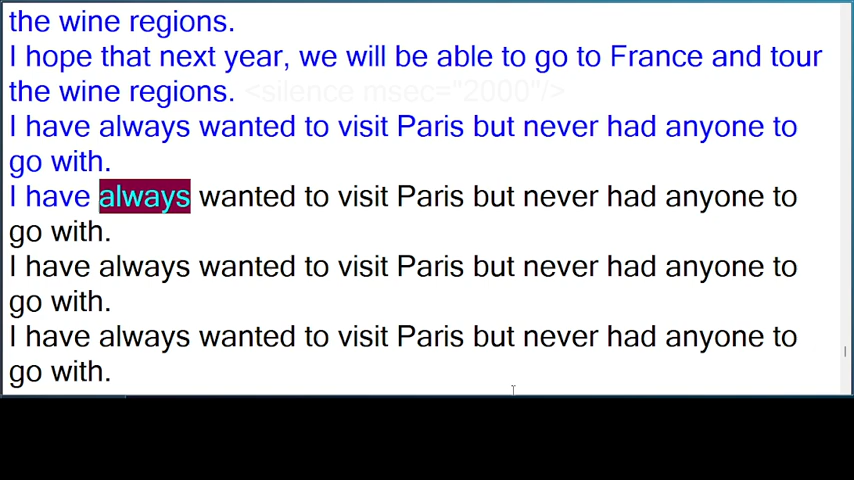 the wine regions.
I hope that next year, we will be able to go to France and tour
the wine regions. <silence msec="2000"/>
I have always wanted to visit Paris but never had anyone to
go with.
I have always wanted to visit Paris but never had anyone to
go with.
I have always wanted to visit Paris but never had anyone to
go with.
I have always wanted to visit Paris but never had anyone to
go with.